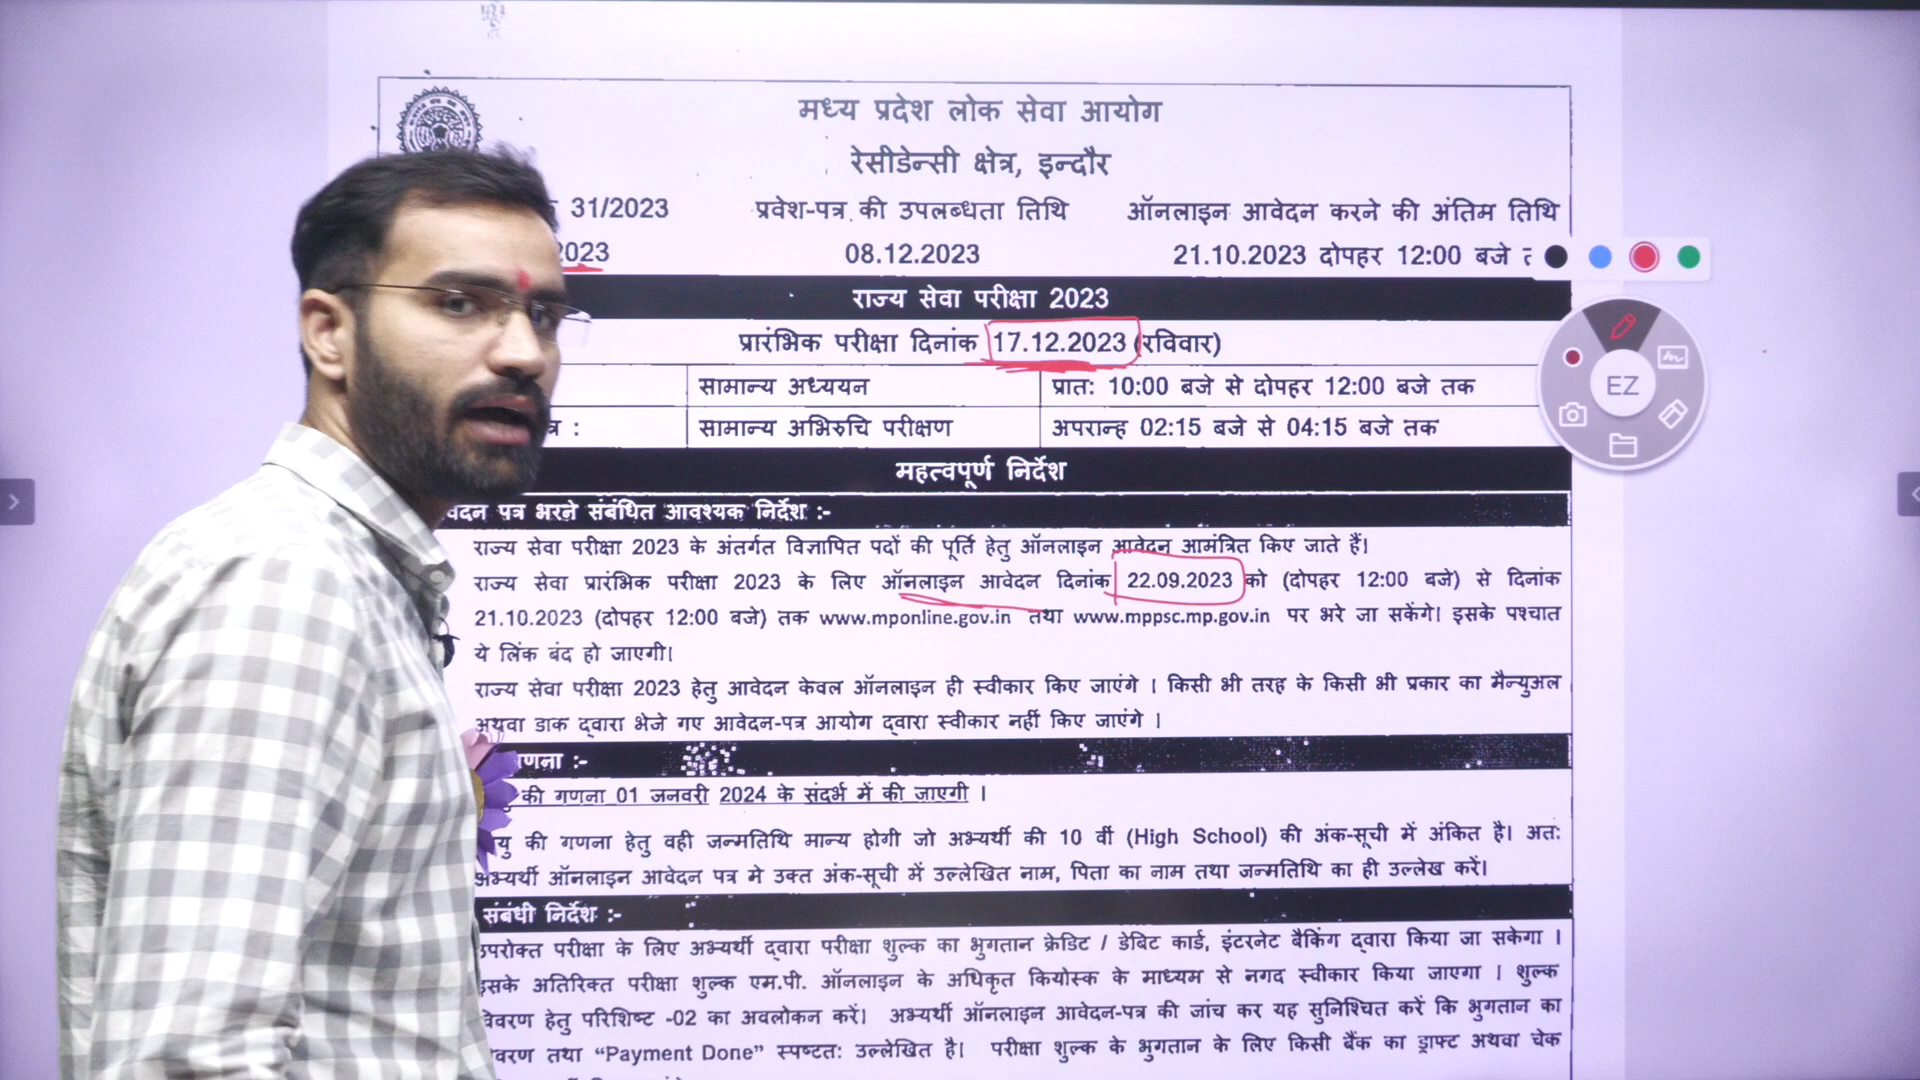 मध्य प्रदेश लोक सेवा आयोग
रेसीडेन्सी क्षेत्र, इन्दौर
31/2023 प्रवेश-पत्र की उपलब्धता तिथि ऑनलाइन आवेदन करने की अंतिम तिथि
2023 08.12.2023 21.10.2023 दोपहर 12:00 बजे
राज्य सेवा परीक्षा 2023
प्रारंभिक परीक्षा दिनांक 17.12.2023 (रविवार)
सामान्य अध्ययन प्रात: 10:00 बजे से दोपहर 12:00 बजे तक
सामान्य अभिरुचि परीक्षण अपरान्ह 02:15 बजे से 04:15 बजे तक
EZ
महत्वपूर्ण निर्देश
पत्र भरने संबंधित आवश्यक निर्देश :-
राज्य सेवा परीक्षा 2023 के अंतर्गत विज्ञापित पदों की पूर्ति हेतु ऑनलाइन आवेदन आमंत्रित किए जाते हैं।
राज्य सेवा प्रारंभिक परीक्षा 2023 के लिए ऑनलाइन आवेदन दिनांक 22.09.2023 को (दोपहर 12:00 बजे) से दिनांक
21.10.2023 (दोपहर 12:00 बजे) तक www.mponline.gov.in तथा www.mppsc.mp.gov.in पर भरे जा सकेंगे। इसके पश्चात
ये लिंक बंद हो जाएगी।
राज्य सेवा परीक्षा 2023 हेतु आवेदन केवल ऑनलाइन ही स्वीकार किए जाएंगे । किसी भी तरह के किसी भी प्रकार का मैन्युअल
अथवा डाक द्वारा भेजे गए आवेदन-पत्र आयोग द्वारा स्वीकार नहीं किए जाएंगे ।
की गणना 01 जनवरी 2024 के संदर्भ में की जाएगी ।
की गणना हेतु वही जन्मतिथि मान्य होगी जो अभ्यर्थी की 10 वीं (High School) की अंक-सूची में अंकित है। अत:
अभ्यर्थी ऑनलाइन आवेदन पत्र मे उक्त अंक-सूची में उल्लेखित नाम, पिता का नाम तथा जन्मतिथि का ही उल्लेख करें।
संबंधी निर्देश :-
उपरोक्त परीक्षा के लिए अभ्यर्थी द्वारा परीक्षा शुल्क का भुगतान क्रेडिट / डेबिट कार्ड, इंटरनेट बैंकिंग द्वारा किया जा सकेगा ।
इसके अतिरिक्त परीक्षा शुल्क एम.पी. ऑनलाइन के अधिकृत कियोस्क के माध्यम से नगद स्वीकार किया जाएगा । शुल्क
विवरण हेतु परिशिष्ट -02 का अवलोकन करें। अभ्यर्थी ऑनलाइन आवेदन-पत्र की जांच कर यह सुनिश्चित करें कि भुगतान का
तथा “Payment Done” स्पष्टत: उल्लेखित है। परीक्षा शुल्क के भुगतान के लिए किसी बैंक का ड्राफ्ट अथवा चेक